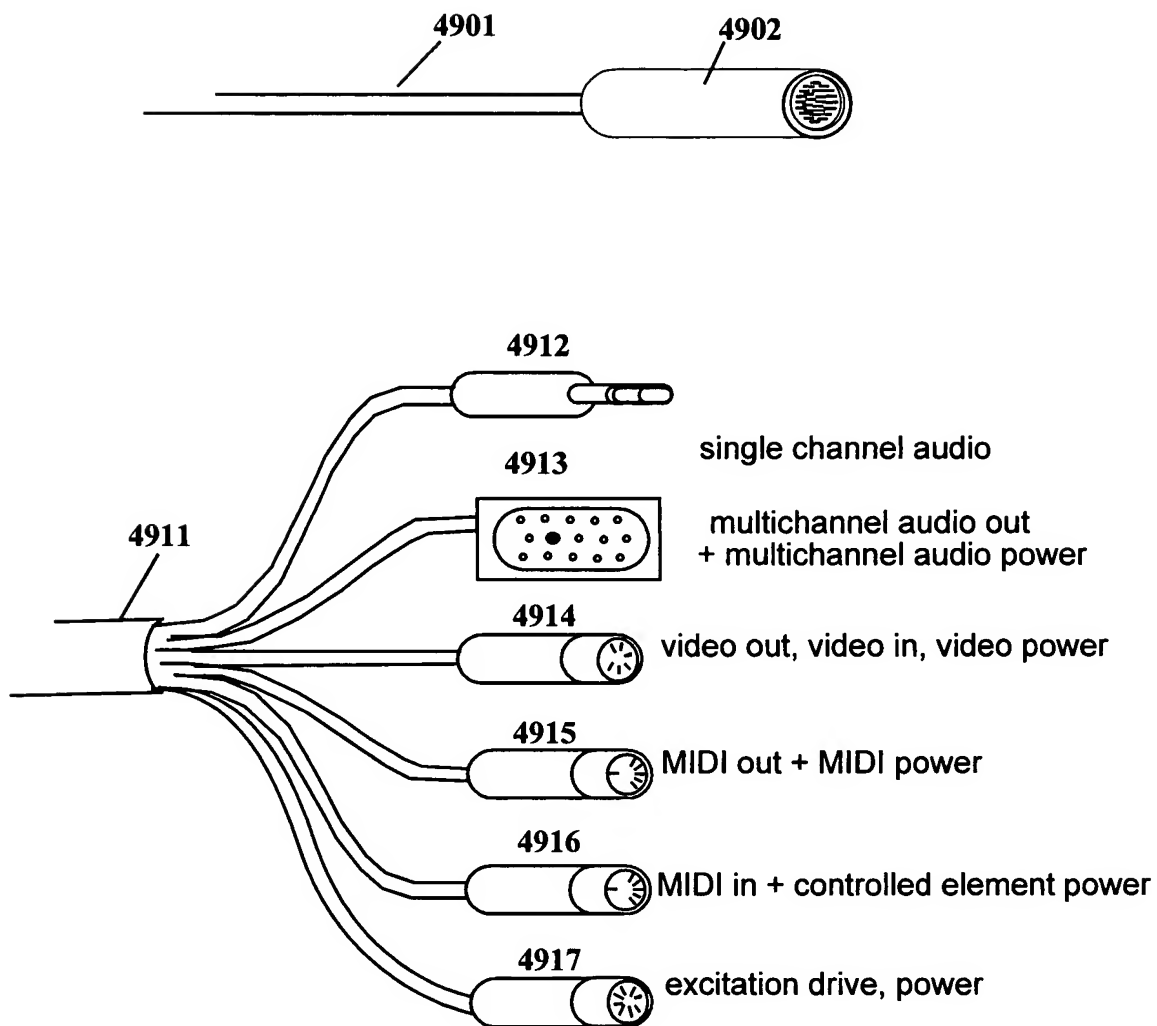 4901
4902
4912
single channel audio
4913
multichannel audio out
+ multichannel audio power
4911
4914
video out, video in, video power
4915
MIDI out + MIDI power
4916
MIDI in + controlled element power
4917
excitation drive, power